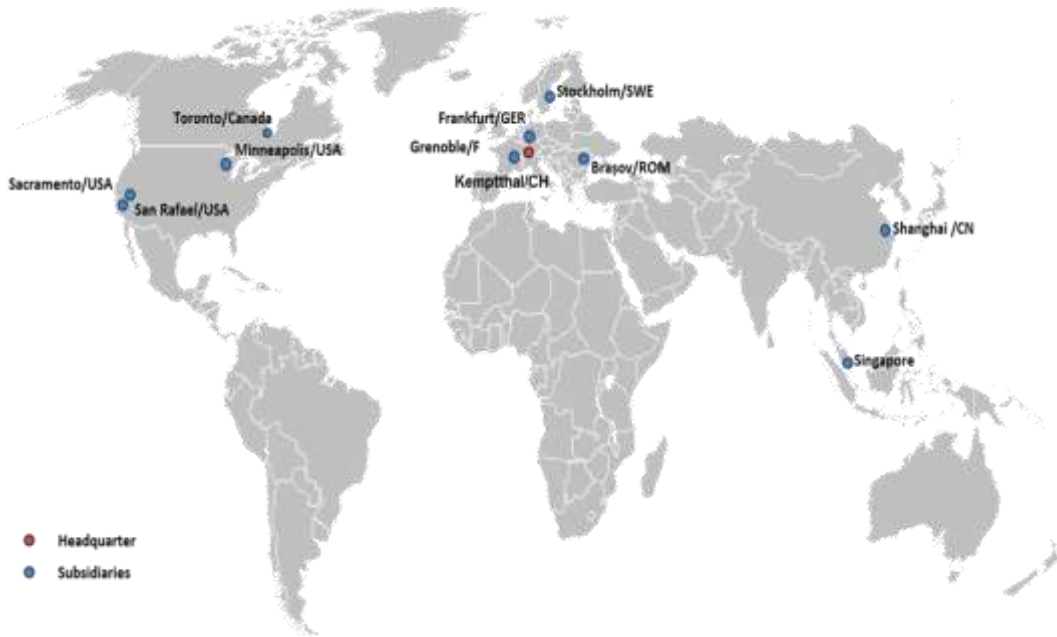 Stockholm/SWE
Toronto/Canada
Frankfurt/GER
Minneapolis/USA
Grenoble/F
Brașov/ROM
Kemptthal/CH
Sacramento/USA
San Rafael/USA
Shanghai /CN
Singapore
Headquarter
Subsidiaries